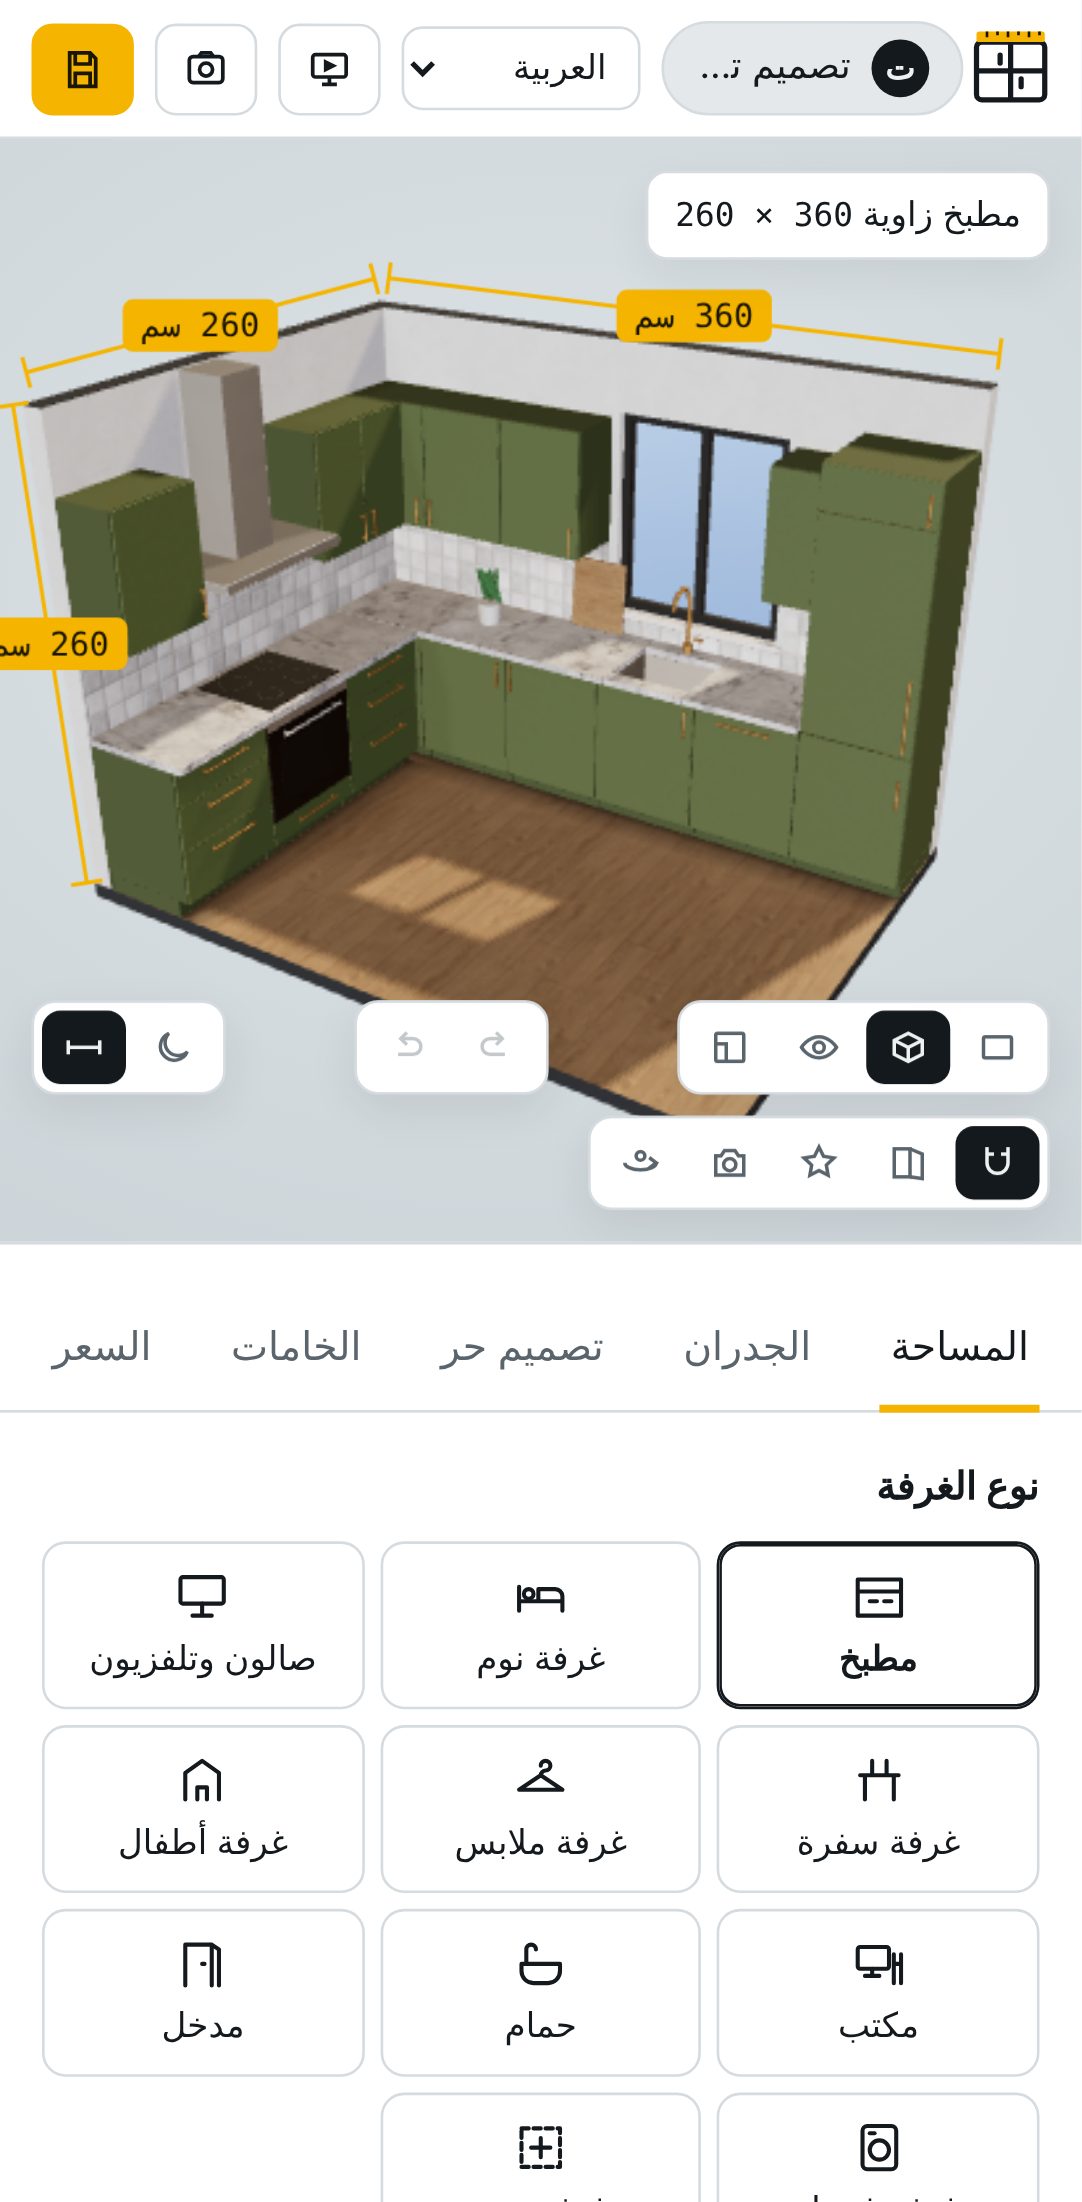 ت تصميم ت... العربية
مطبخ زاوية 360 × 260
360 سم
260 سم
260 سم
المساحة الجدران تصميم حر الخامات السعر
نوع الغرفة
مطبخ غرفة نوم صالون وتلفزيون
غرفة سفرة غرفة ملابس غرفة أطفال
مكتب حمام مدخل